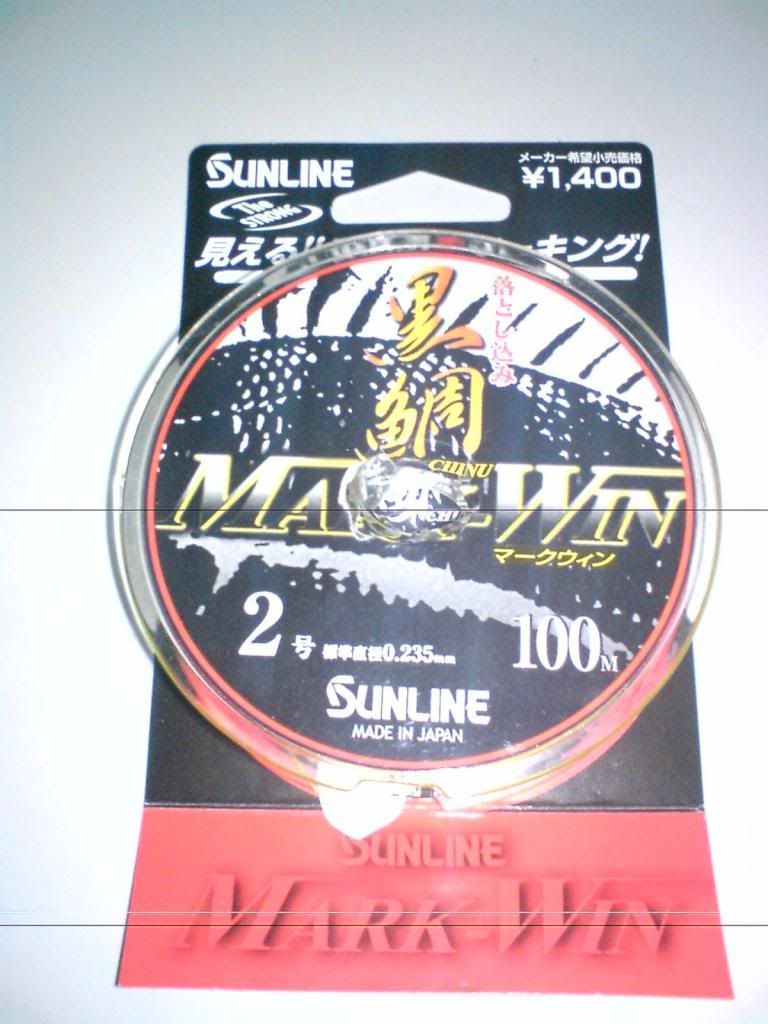 SUNLINE
メーカー希望小売価格
¥1,400
The STRONG
見える!! ーキング!
落とし込み
黒鯛
CHINU
MARK-WIN
マークウィン
2号 標準直径0.235mm 100M
SUNLINE
MADE IN JAPAN
SUNLINE
MARK-WIN